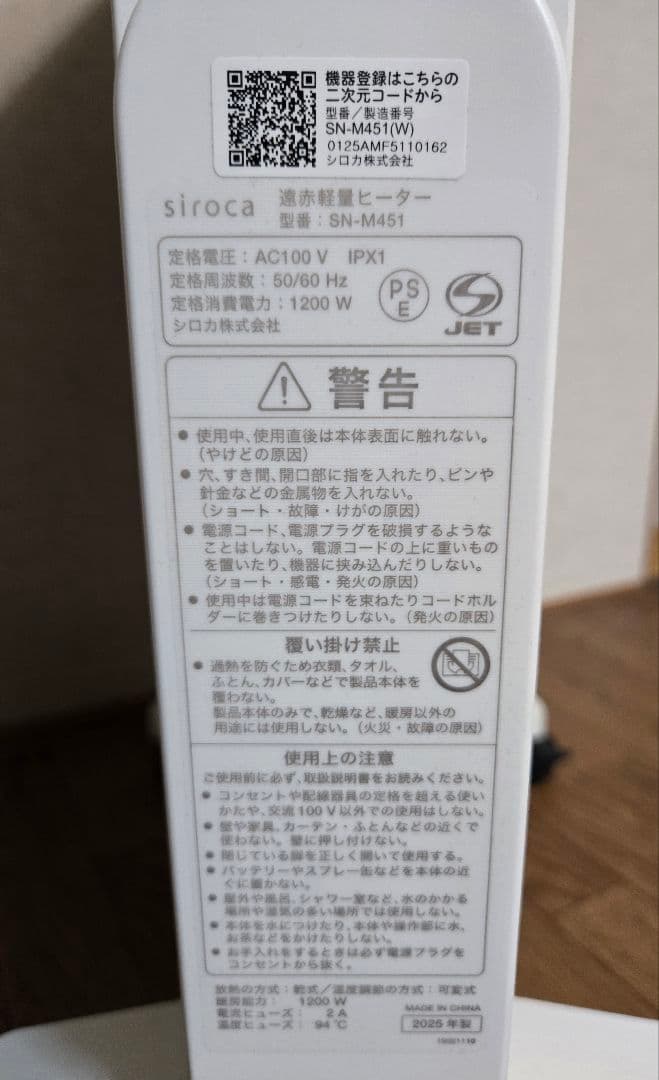 機器登録はこちらの
二次元コードから
型番／製造番号
SN-M451(W)
0125AMF5110162
シロカ株式会社
siroca 遠赤軽量ヒーター
型番：SN-M451
定格電圧：AC100 V IPX1
定格周波数：50/60 Hz
定格消費電力：1200 W
シロカ株式会社
PS
E
JET
警告
● 使用中、使用直後は本体表面に触れない。
（やけどの原因）
● 穴、すき間、開口部に指を入れたり、ピンや
針金などの金属物を入れない。
（ショート・故障・けがの原因）
● 電源コード、電源プラグを破損するような
ことはしない。電源コードの上に重いもの
を置いたり、機器に挟み込んだりしない。
（ショート・感電・発火の原因）
● 使用中は電源コードを束ねたりコードホル
ダーに巻きつけたりしない。（発火の原因）
覆い掛け禁止
● 過熱を防ぐため衣類、タオル、
ふとん、カバーなどで製品本体を
覆わない。
製品本体のみで、乾燥など、暖房以外の
用途には使用しない。（火災・故障の原因）
使用上の注意
ご使用前に必ず、取扱説明書をお読みください。
● コンセントや配線器具の定格を超える使い
かたや、交流100 V以外での使用はしない。
● 壁や家具、カーテン・ふとんなどの近くで
使わない。壁に押し付けない。
● 閉じている脚を正しく開いて使用する。
● バッテリーやスプレー缶などを本体の近
くに置かない。
● 屋外や風呂、シャワー室など、水のかかる
場所や湿気の多い場所では使用しない。
● 本体を水につけたり、本体や操作部に水、
お茶などをかけたりしない。
● お手入れをするときは必ず電源プラグを
コンセントから抜く。
放熱の方式：乾式／温度調節の方式：可変式
暖房能力： 1200 W
電流ヒューズ： 2 A
温度ヒューズ： 94 ℃
MADE IN CHINA
2025 年製